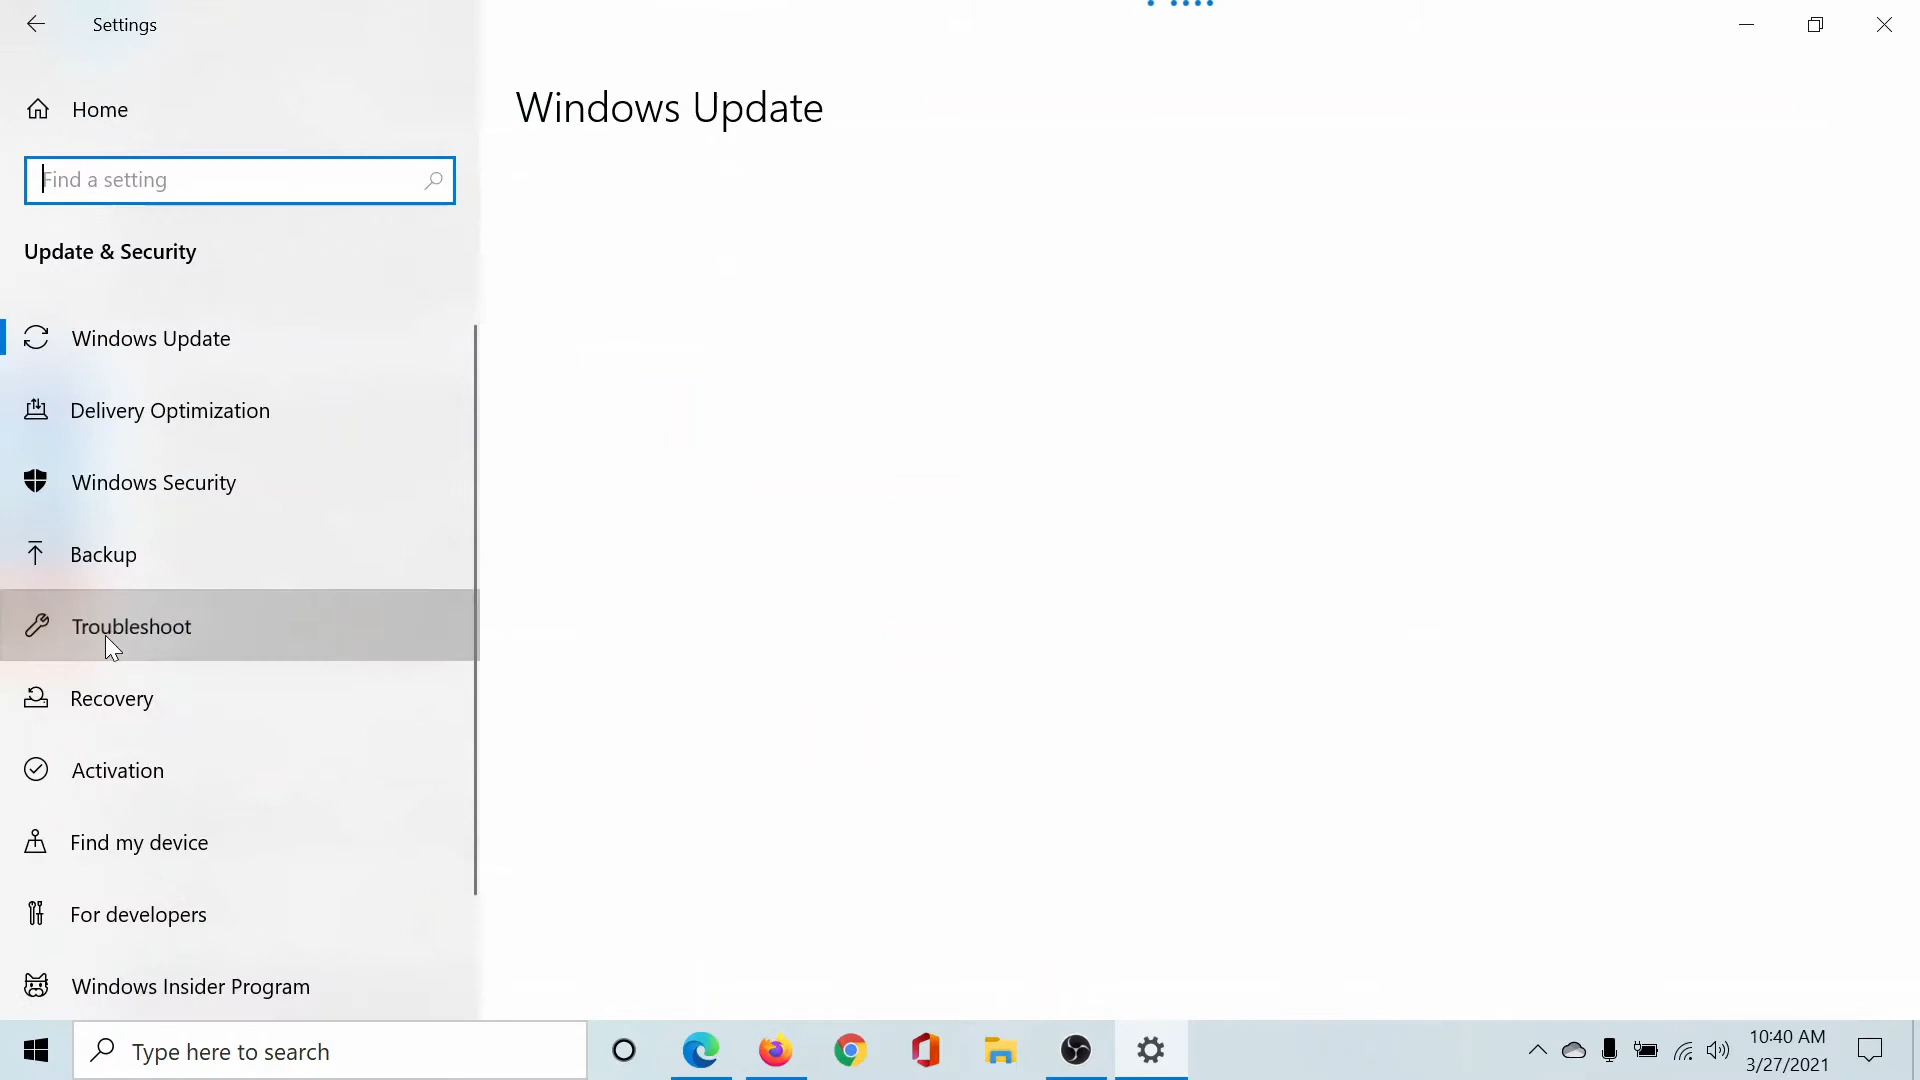 Settings
Home
Find a setting
Update & Security
Windows Update
Delivery Optimization
Windows Security
Backup
Troubleshoot
Recovery
Activation
Find my device
For developers
Windows Insider Program
Windows Update
Type here to search
10:40 AM
3/27/2021